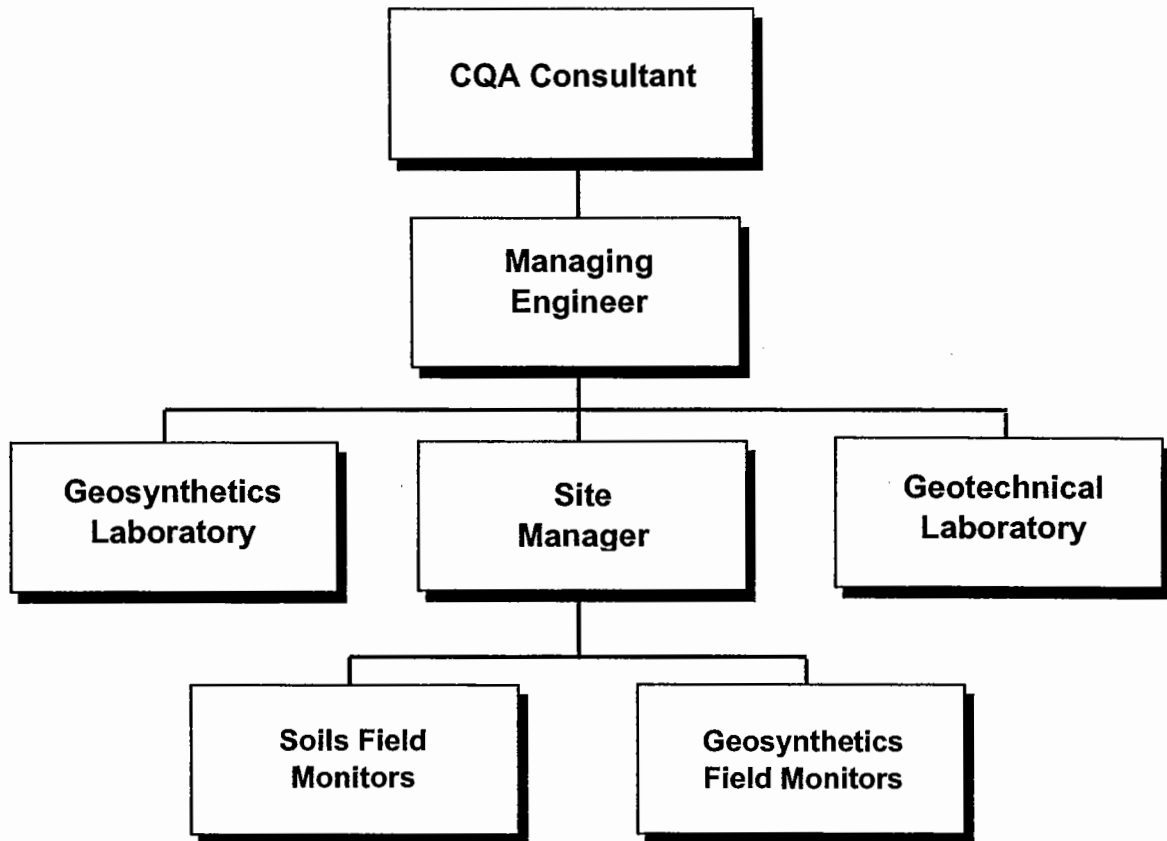 CQA Consultant
Managing
Engineer
Geosynthetics
Laboratory
Site
Manager
Geotechnical
Laboratory
Soils Field
Monitors
Geosynthetics
Field Monitors